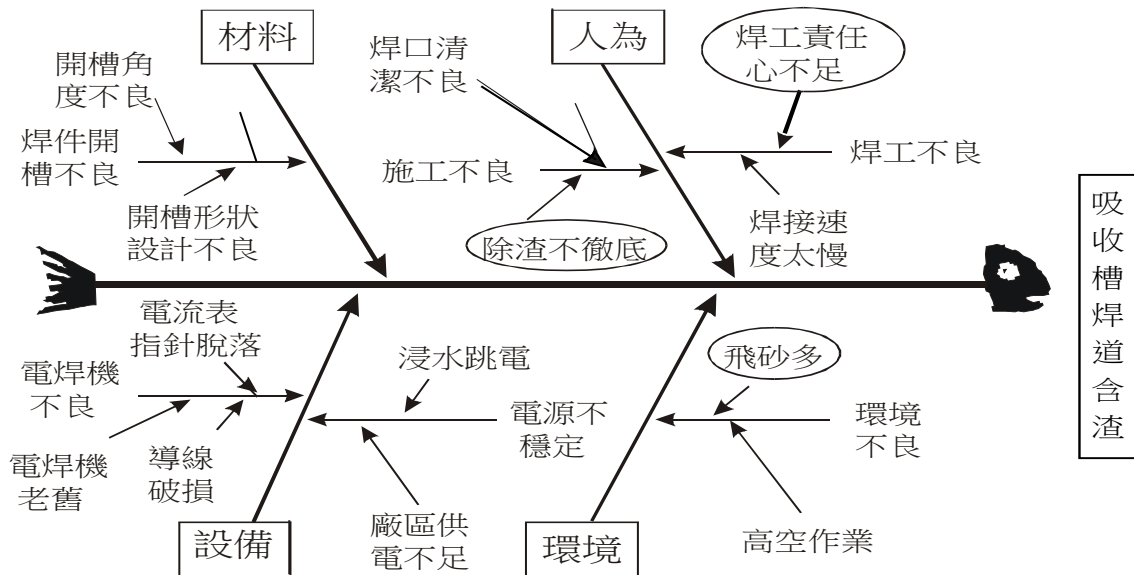 材料
人為
焊工責任
心不足
開槽角
度不良
焊口清
潔不良
焊件開
槽不良
施工不良
焊工不良
開槽形狀
設計不良
除渣不徹底
焊接速
度太慢
吸收槽焊道含渣
電流表
指針脫落
浸水跳電
飛砂多
電焊機
不良
電源不
穩定
環境
不良
電焊機
老舊
導線
破損
廠區供
電不足
高空作業
設備
環境